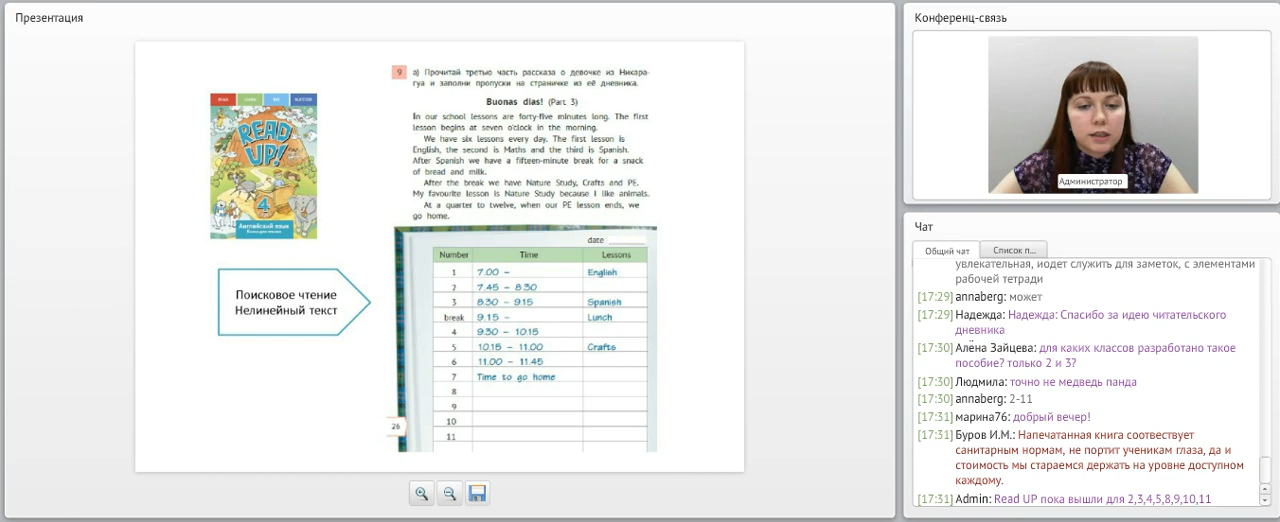 Презентация
9 а) Прочитай третью часть рассказа о девочке из Никара-
гуа и заполни пропуски на страничке из её дневника.
Buonas dias! (Part 3)
In our school lessons are forty-five minutes long. The first
lesson begins at seven o'clock in the morning.
We have six lessons every day. The first lesson is
English, the second is Maths and the third is Spanish.
After Spanish we have a fifteen-minute break for a snack
of bread and milk.
After the break we have Nature Study, Crafts and PE.
My favourite lesson is Nature Study because I like animals.
At a quarter to twelve, when our PE lesson ends, we
go home.
READ
UP!
4
Английский язык
Поисковое чтение
Нелинейный текст
date
Number Time Lessons
1 7.00 – English
2 7.45 – 8.30
3 8.30 – 9.15 Spanish
break 9.15 – Lunch
4 9.30 – 10.15
5 10.15 – 11.00 Crafts
6 11.00 – 11.45
7 Time to go home
8
9
10
11
26
Конференц-связь
Администратор
Чат
Общий чат Список п...
увлекательная, йодет служить для заметок, с элементами
рабочей тетради
[17:29] annaberg: может
[17:29] Надежда: Надежда: Спасибо за идею читательского
дневника
[17:30] Алёна Зайцева: для каких классов разработано такое
пособие? только 2 и 3?
[17:30] Людмила: точно не медведь панда
[17:30] annaberg: 2-11
[17:31] марина76: добрый вечер!
[17:31] Буров И.М.: Напечатанная книга соотвествует
санитарным нормам, не портит ученикам глаза, да и
стоимость мы стараемся держать на уровне доступном
каждому.
[17:31] Admin: Read UP пока вышли для 2,3,4,5,8,9,10,11